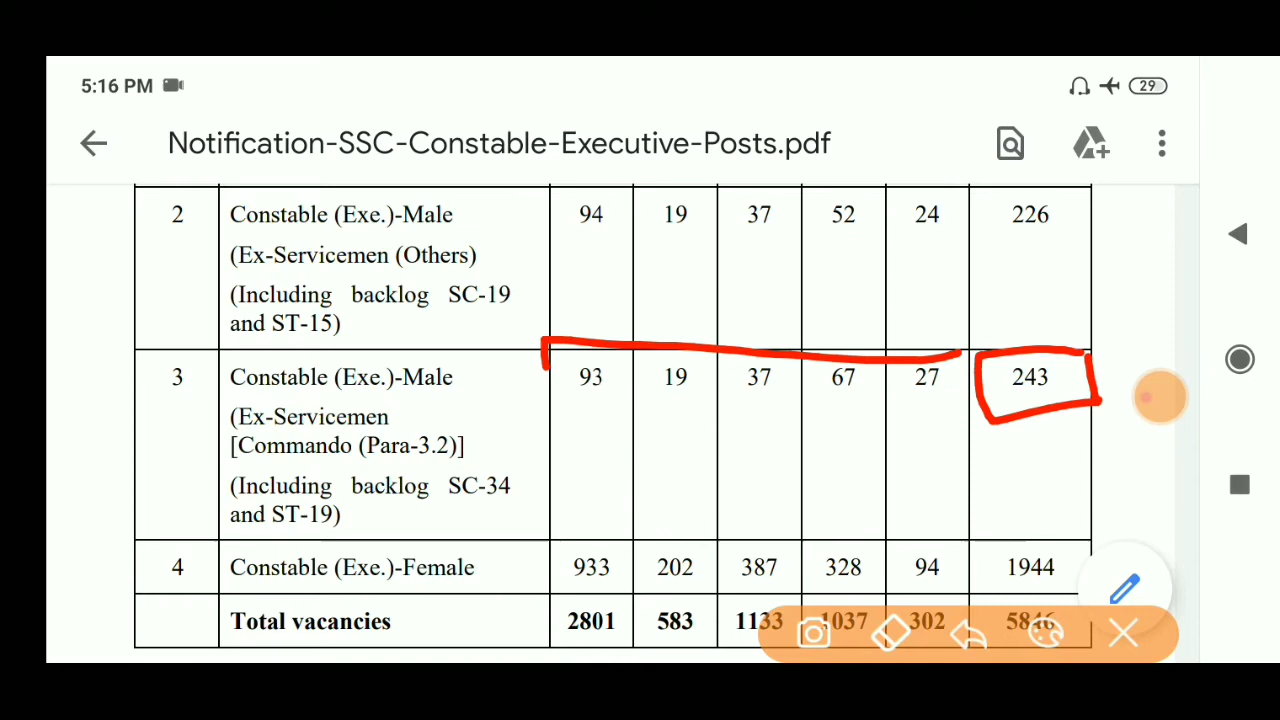 5:16 PM 29
Notification-SSC-Constable-Executive-Posts.pdf
2 Constable (Exe.)-Male 94 19 37 52 24 226
(Ex-Servicemen (Others)
(Including backlog SC-19
and ST-15)
3 Constable (Exe.)-Male 93 19 37 67 27 243
(Ex-Servicemen
[Commando (Para-3.2)]
(Including backlog SC-34
and ST-19)
4 Constable (Exe.)-Female 933 202 387 328 94 1944
Total vacancies 2801 583 1133 1037 302 5846